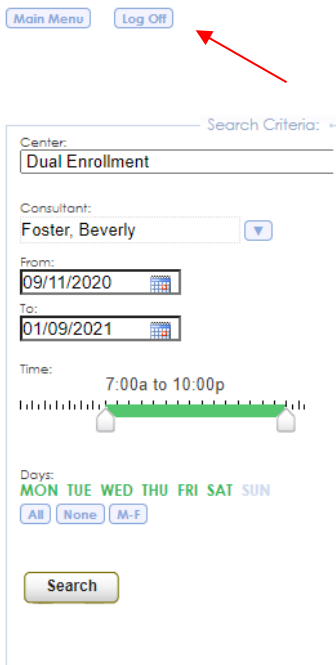 Main Menu Log Off
Search Criteria:
Center:
Dual Enrollment
Consultant:
Foster, Beverly
From:
09/11/2020
To:
01/09/2021
Time:
7:00a to 10:00p
Days:
MON TUE WED THU FRI SAT SUN
All None M-F
Search